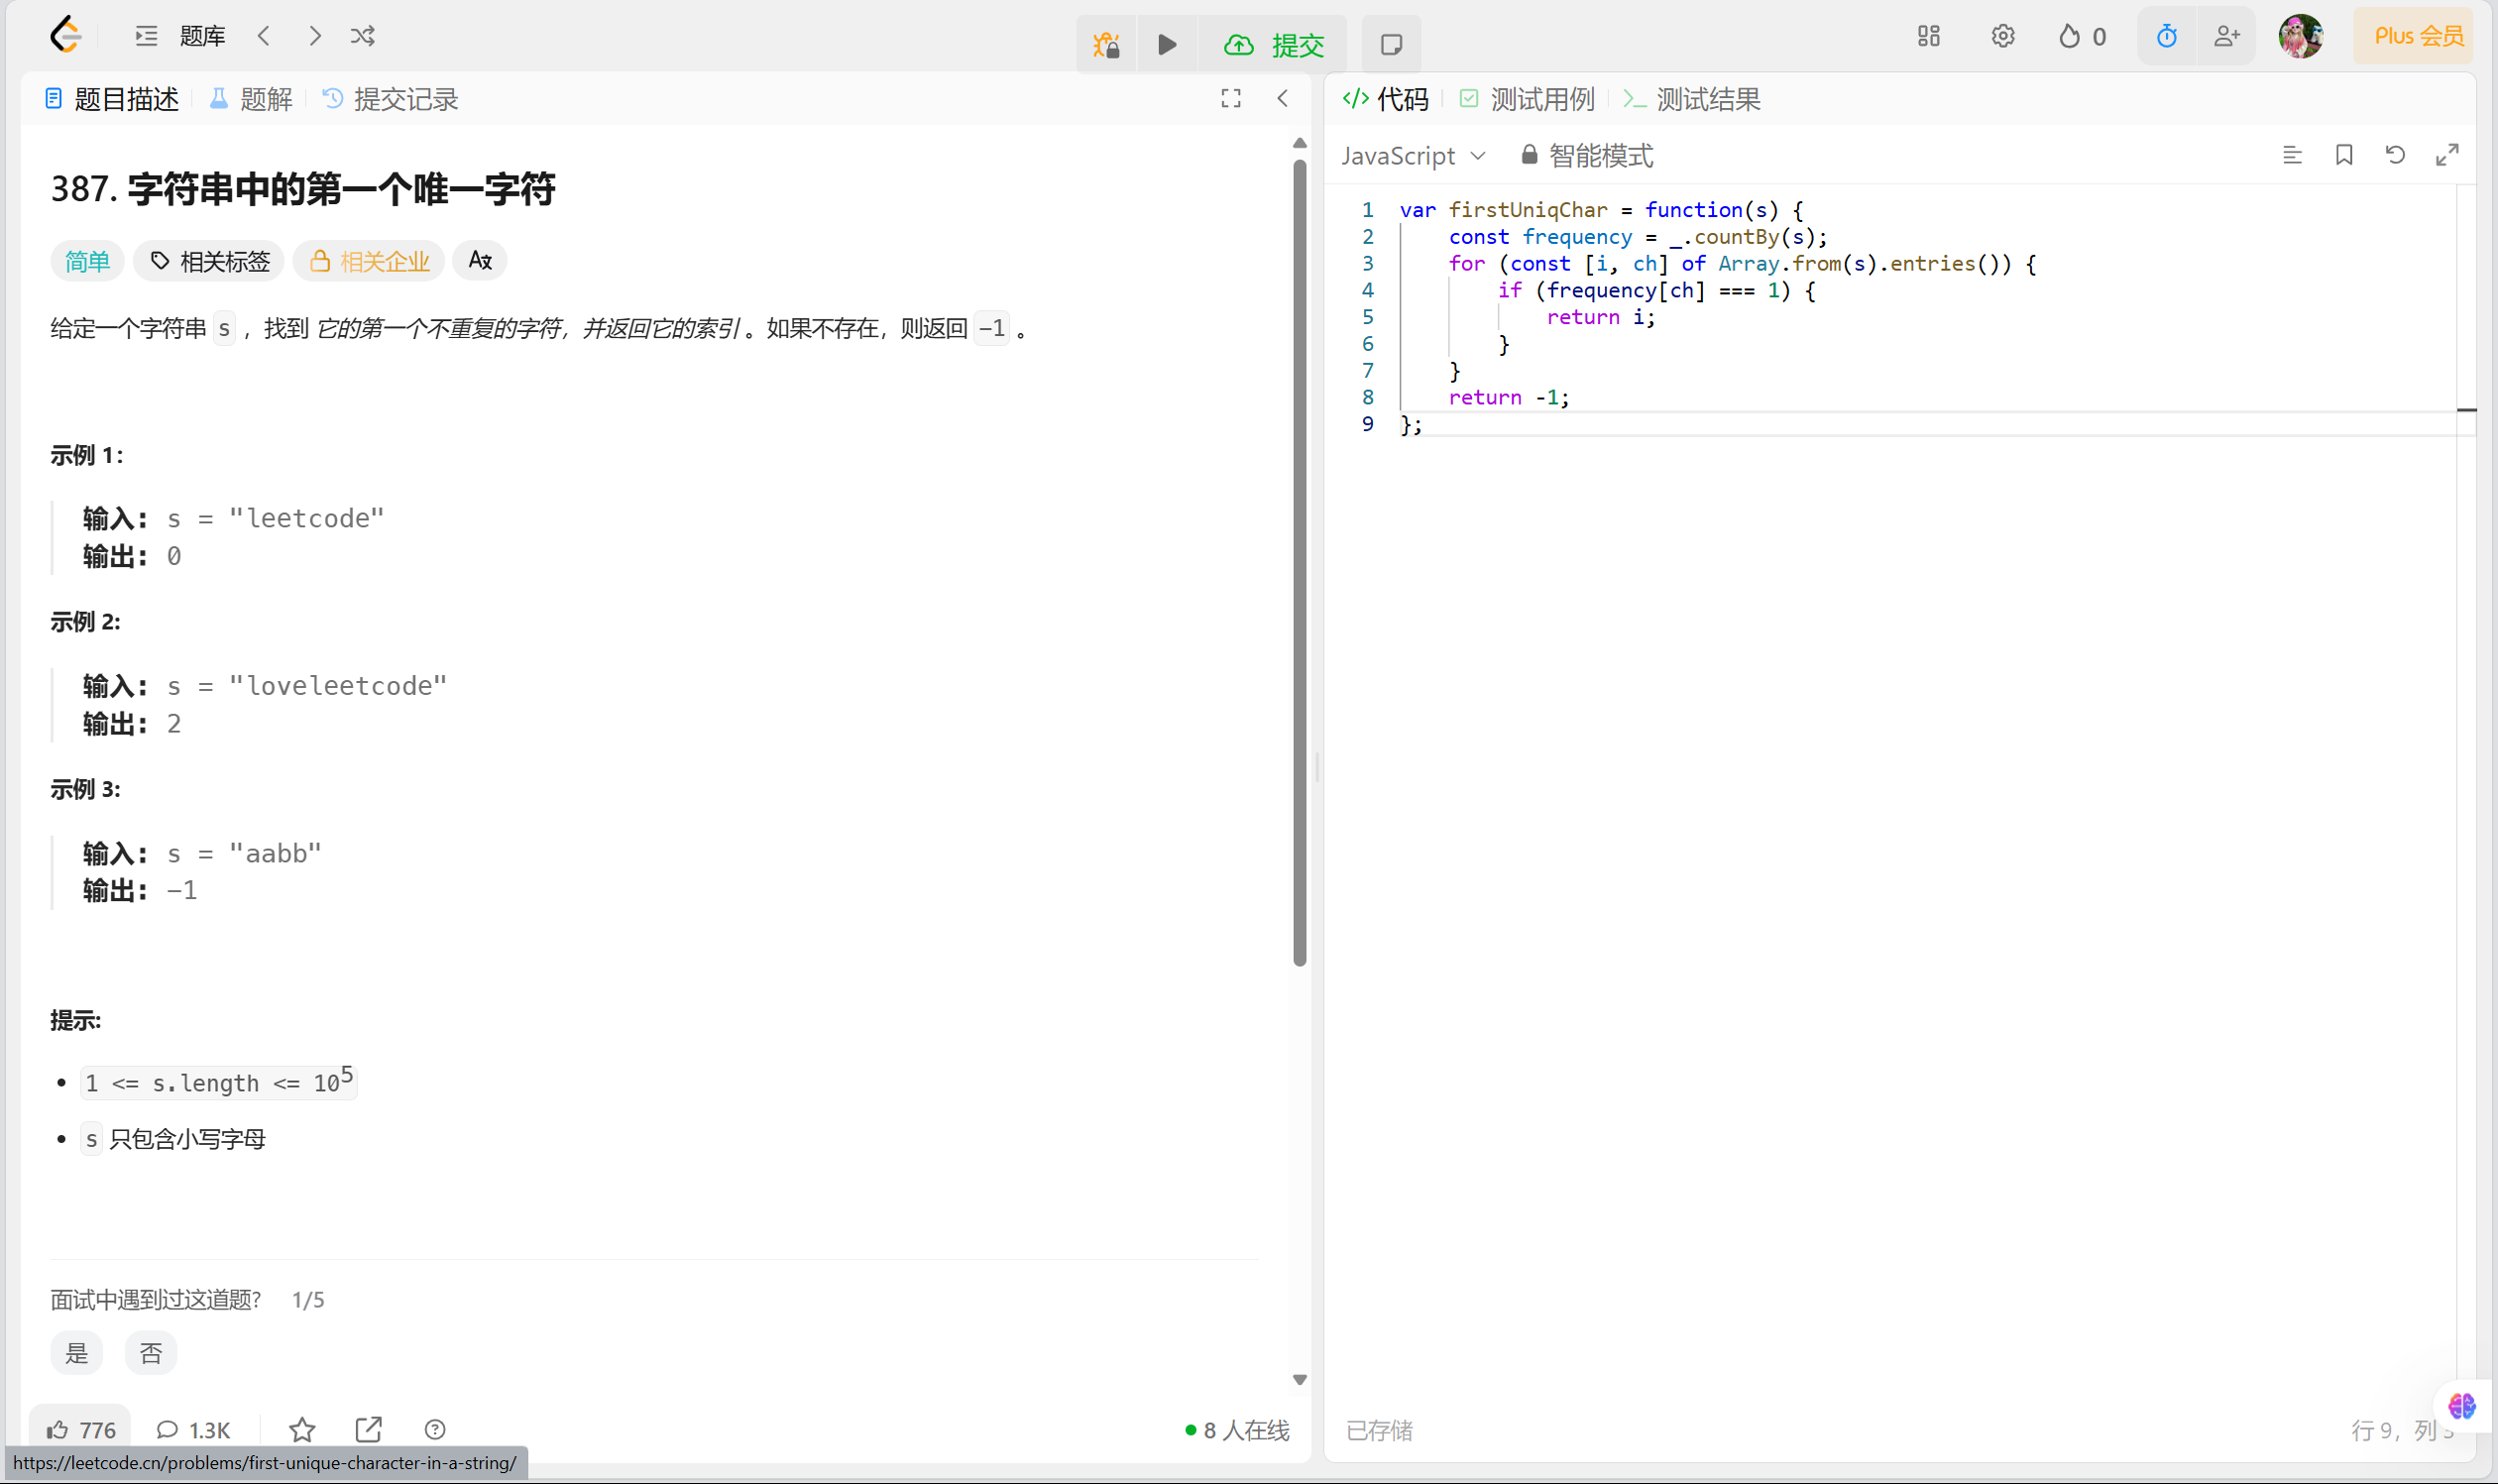 题库
提交
0
Plus 会员
题目描述
题解
提交记录
387. 字符串中的第一个唯一字符
简单
相关标签
相关企业
给定一个字符串 s ，找到 它的第一个不重复的字符，并返回它的索引 。如果不存在，则返回 -1 。
示例 1：
输入：s = "leetcode"
输出：0
示例 2:
输入：s = "loveleetcode"
输出：2
示例 3:
输入：s = "aabb"
输出：-1
提示:
1 <= s.length <= 10^5
s 只包含小写字母
面试中遇到过这道题? 1/5
是 否
776 1.3K
8 人在线
https://leetcode.cn/problems/first-unique-character-in-a-string/
代码
测试用例
测试结果
JavaScript
智能模式
1 var firstUniqChar = function(s) {
2     const frequency = _.countBy(s);
3     for (const [i, ch] of Array.from(s).entries()) {
4         if (frequency[ch] === 1) {
5             return i;
6         }
7     }
8     return -1;
9 };
已存储
行 9，列